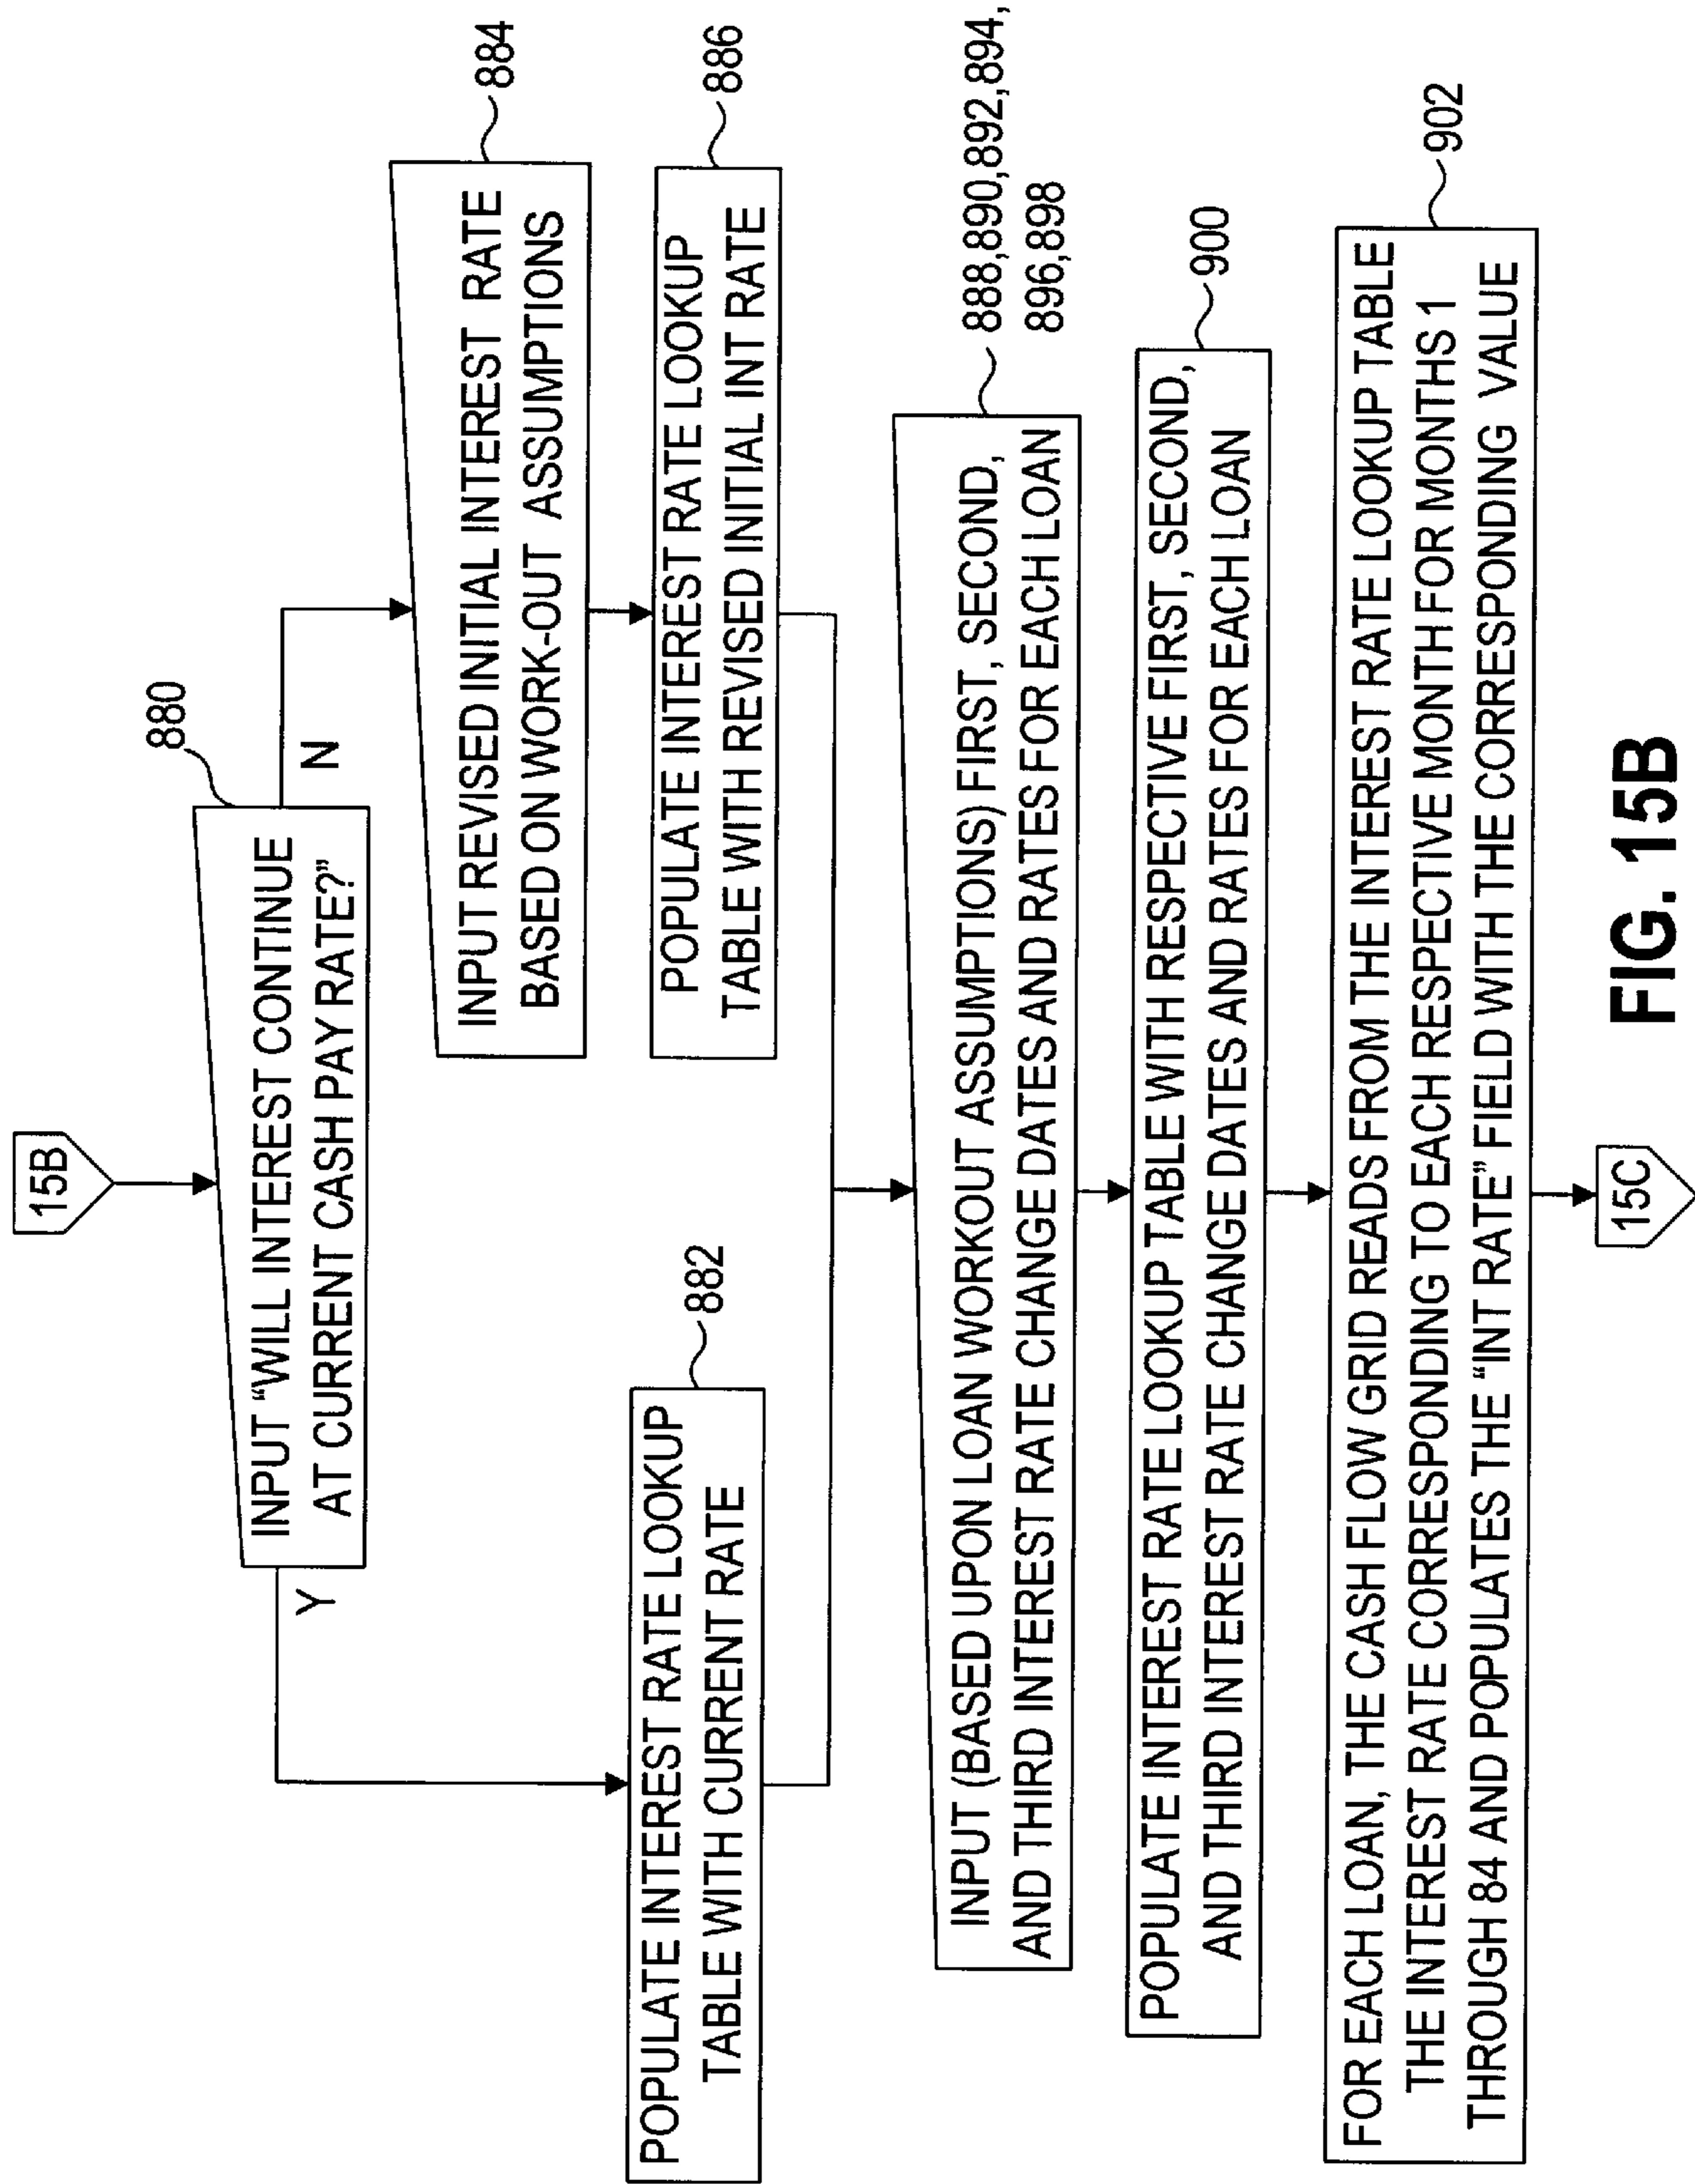 15B
880
INPUT “WILL INTEREST CONTINUE
AT CURRENT CASH PAY RATE?”
Y
N
884
INPUT REVISED INITIAL INTEREST RATE
BASED ON WORK-OUT ASSUMPTIONS
882
POPULATE INTEREST RATE LOOKUP
TABLE WITH CURRENT RATE
886
POPULATE INTEREST RATE LOOKUP
TABLE WITH REVISED INITIAL INT RATE
888,890,892,894,
896,898
INPUT (BASED UPON LOAN WORKOUT ASSUMPTIONS) FIRST, SECOND,
AND THIRD INTEREST RATE CHANGE DATES AND RATES FOR EACH LOAN
900
POPULATE INTEREST RATE LOOKUP TABLE WITH RESPECTIVE FIRST, SECOND,
AND THIRD INTEREST RATE CHANGE DATES AND RATES FOR EACH LOAN
902
FOR EACH LOAN, THE CASH FLOW GRID READS FROM THE INTEREST RATE LOOKUP TABLE
THE INTEREST RATE CORRESPONDING TO EACH RESPECTIVE MONTH FOR MONTHS 1
THROUGH 84 AND POPULATES THE “INT RATE” FIELD WITH THE CORRESPONDING VALUE
15C
FIG. 15B